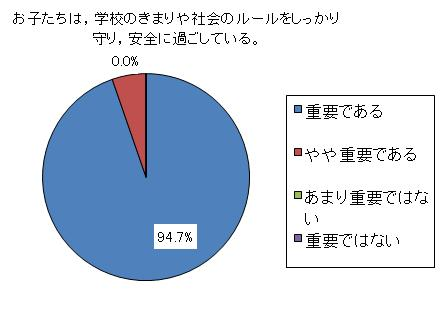 お子たちは，学校のきまりや社会のルールをしっかり
守り，安全に過ごしている。
0.0%
94.7%
重要である
やや重要である
あまり重要ではな
い
重要ではない